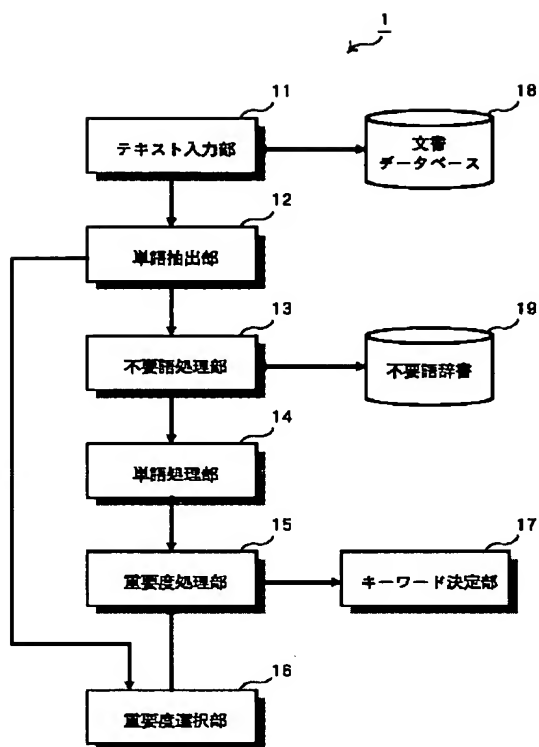 1
11
テキスト入力部
18
文書
データベース
12
単語抽出部
13
不要語処理部
19
不要語辞書
14
単語処理部
15
重要度処理部
17
キーワード決定部
16
重要度選択部